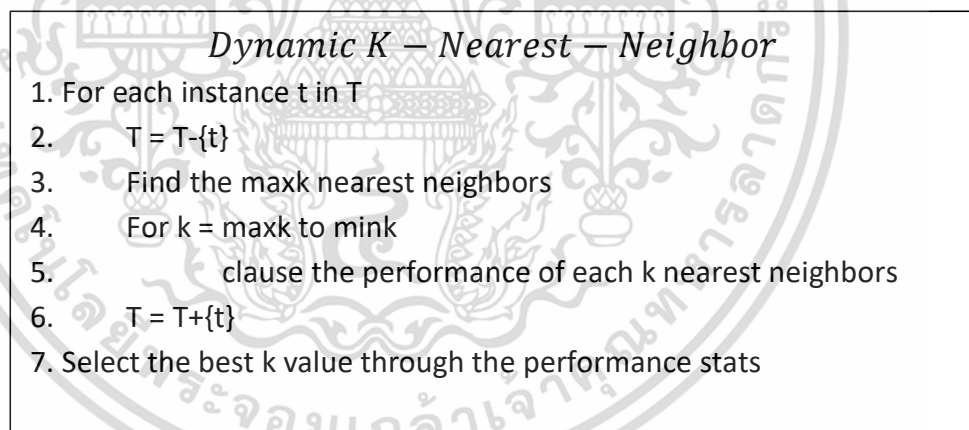 Dynamic K − Nearest − Neighbor
1. For each instance t in T
2. T = T-{t}
3. Find the maxk nearest neighbors
4. For k = maxk to mink
5. clause the performance of each k nearest neighbors
6. T = T+{t}
7. Select the best k value through the performance stats